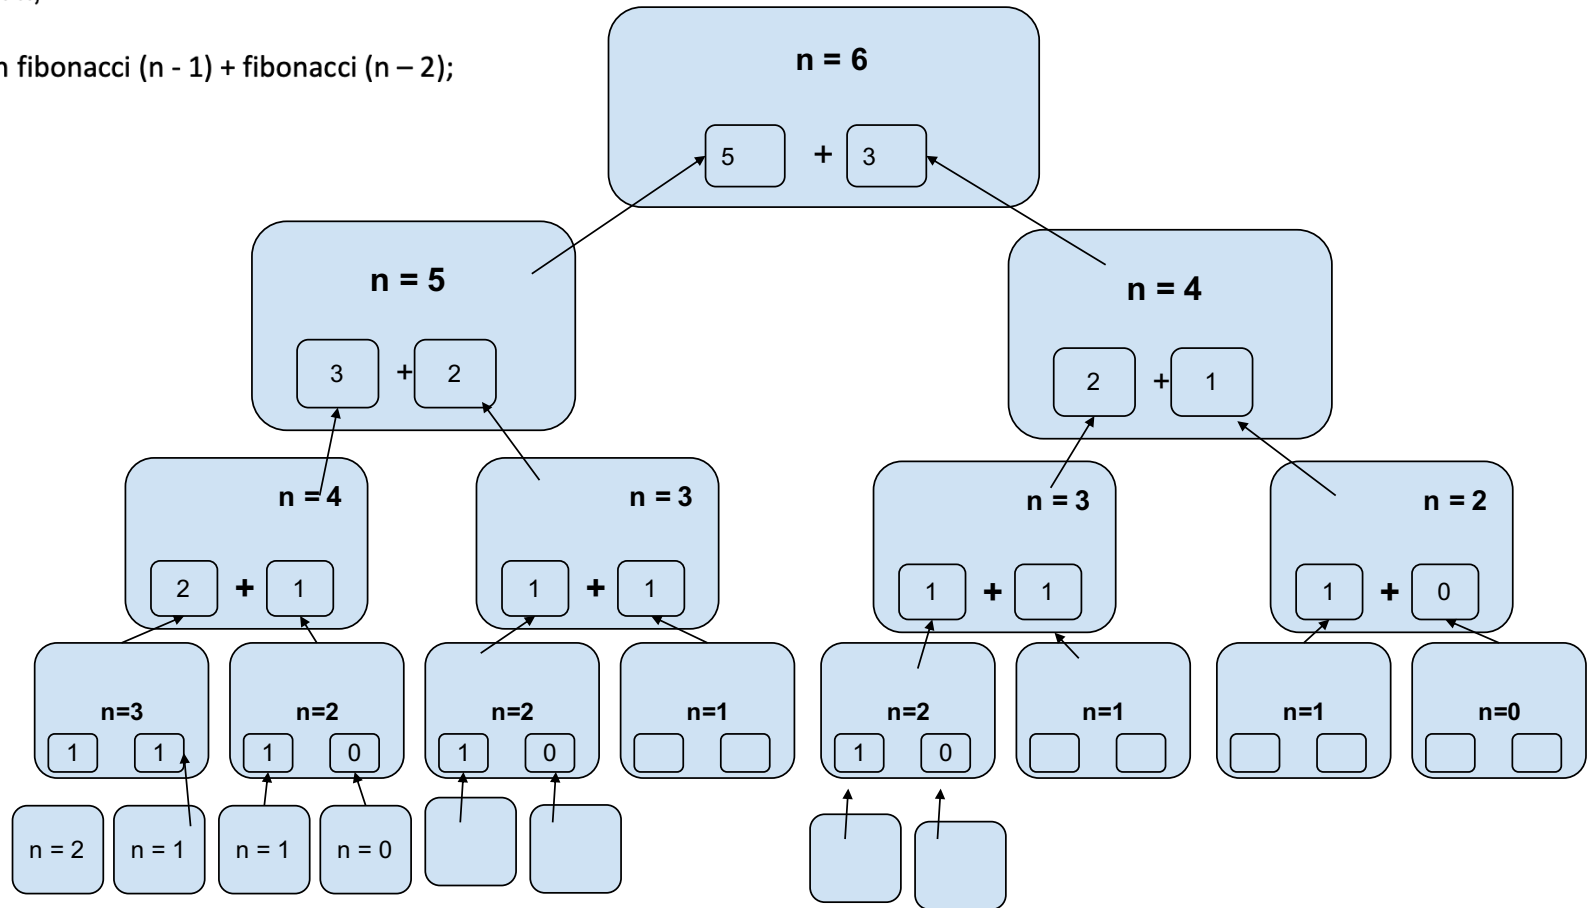 n fibonacci (n - 1) + fibonacci (n – 2);
n = 6
5 + 3
n = 5
3 + 2
n = 4
2 + 1
n = 4
2 + 1
n = 3
1 + 1
n = 3
1 + 1
n = 2
1 + 0
n=3
1 1
n=2
1 0
n=2
1 0
n=1
n=2
1 0
n=1
n=1
n=0
n = 2
n = 1
n = 1
n = 0